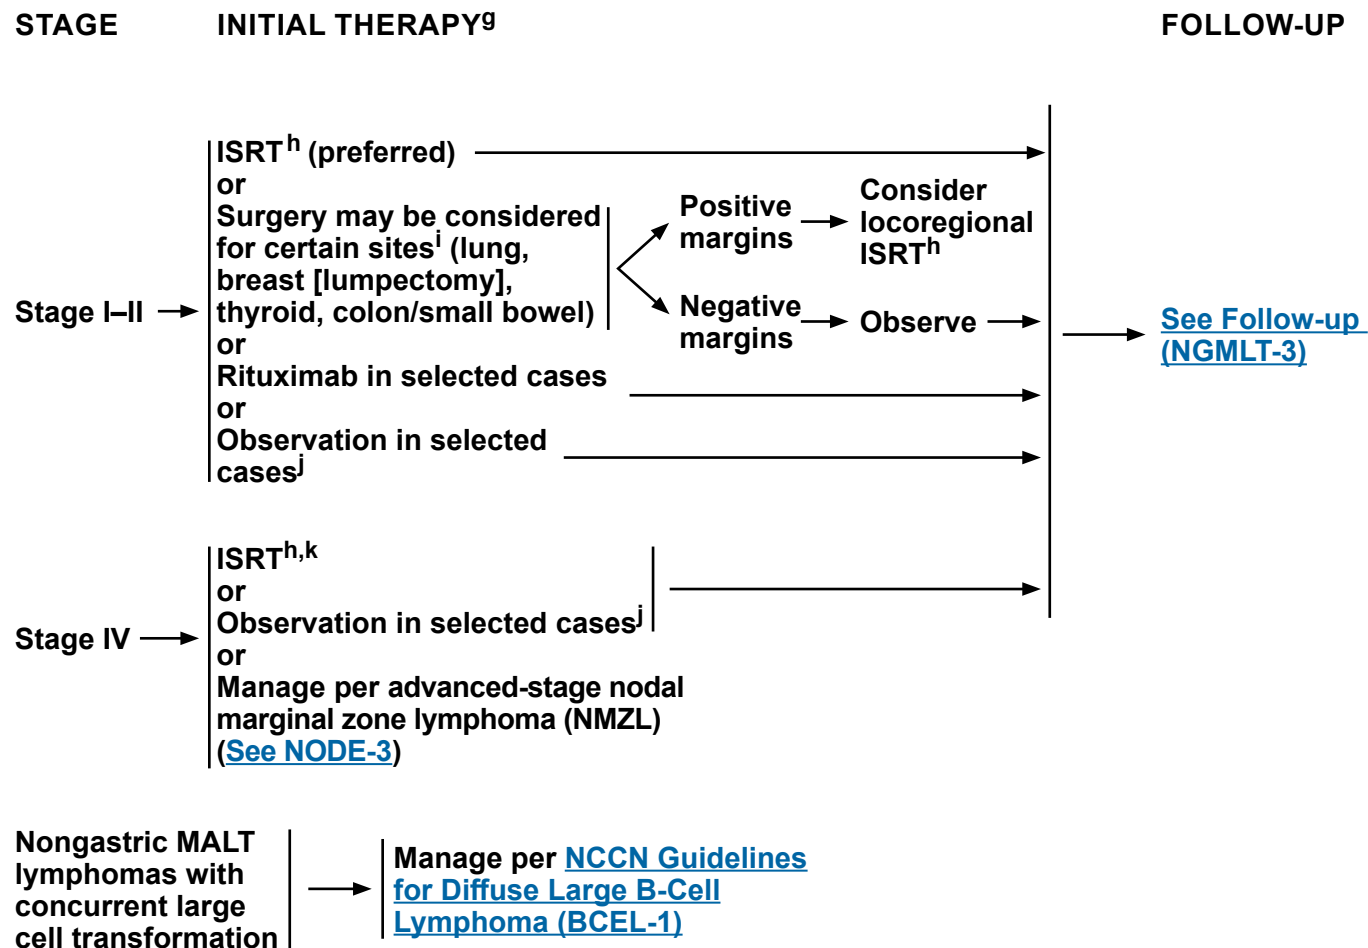 STAGE INITIAL THERAPYg FOLLOW-UP
ISRTh (preferred)
or
Surgery may be considered
for certain sitesi (lung,
breast [lumpectomy],
thyroid, colon/small bowel)
or
Rituximab in selected cases
or
Observation in selected
casesj
Stage I–II
Positive
margins
Consider
locoregional
ISRTh
Negative
margins
Observe
See Follow-up
(NGMLT-3)
Stage IV
ISRTh,k
or
Observation in selected casesj
or
Manage per advanced-stage nodal
marginal zone lymphoma (NMZL)
(See NODE-3)
Nongastric MALT
lymphomas with
concurrent large
cell transformation
Manage per NCCN Guidelines
for Diffuse Large B-Cell
Lymphoma (BCEL-1)